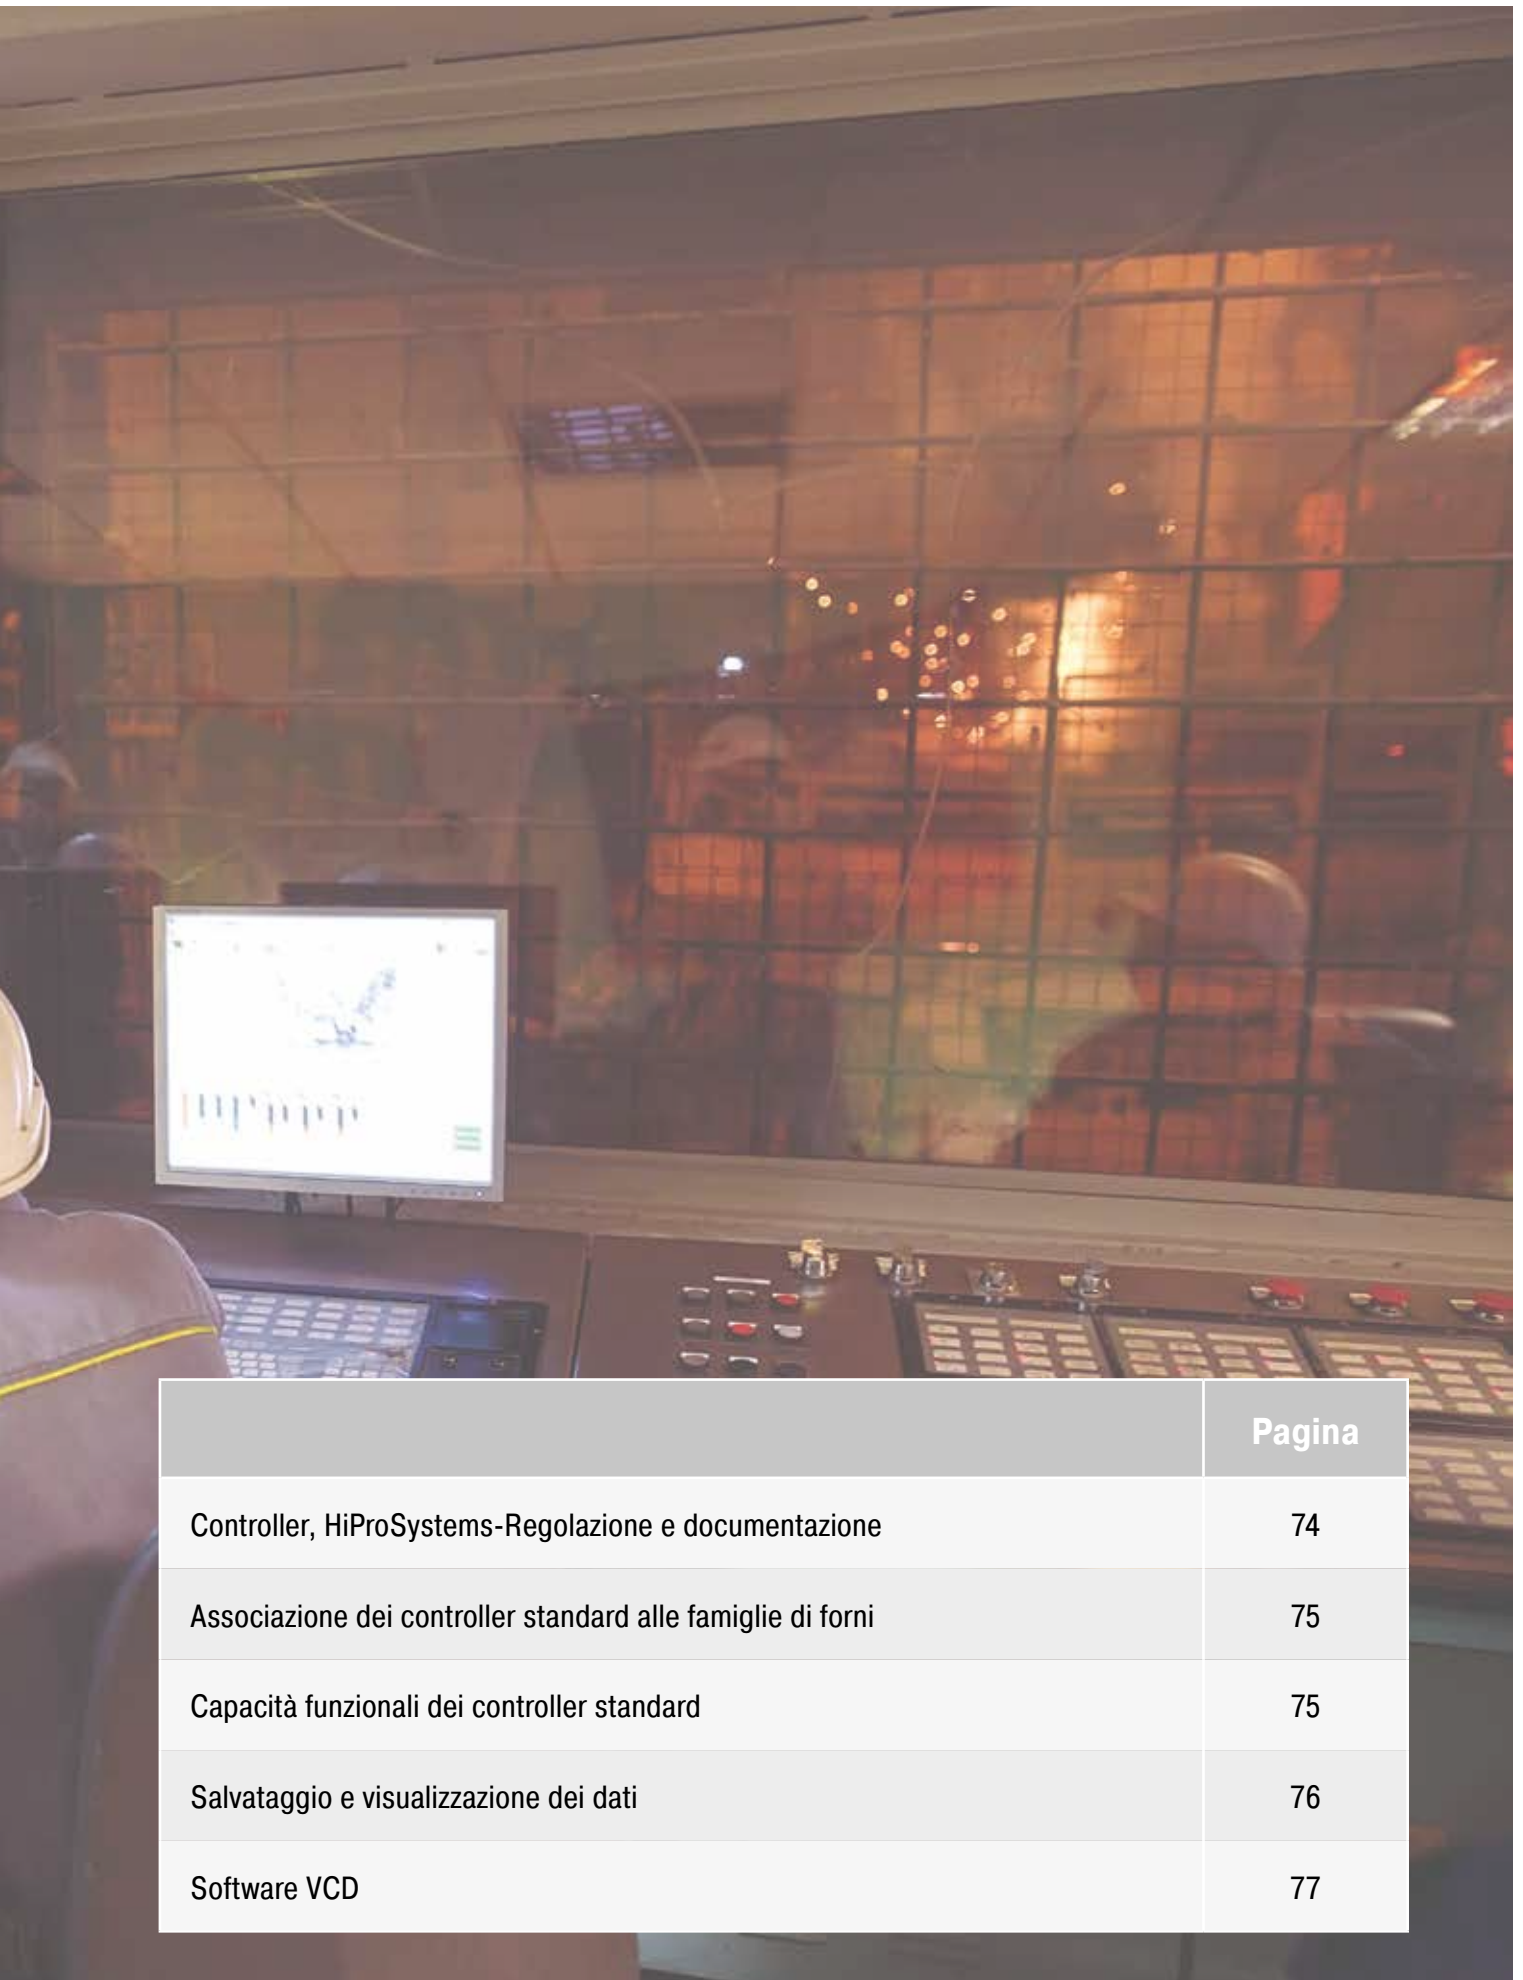 Pagina
Controller, HiProSystems-Regolazione e documentazione 74
Associazione dei controller standard alle famiglie di forni 75
Capacità funzionali dei controller standard 75
Salvataggio e visualizzazione dei dati 76
Software VCD 77